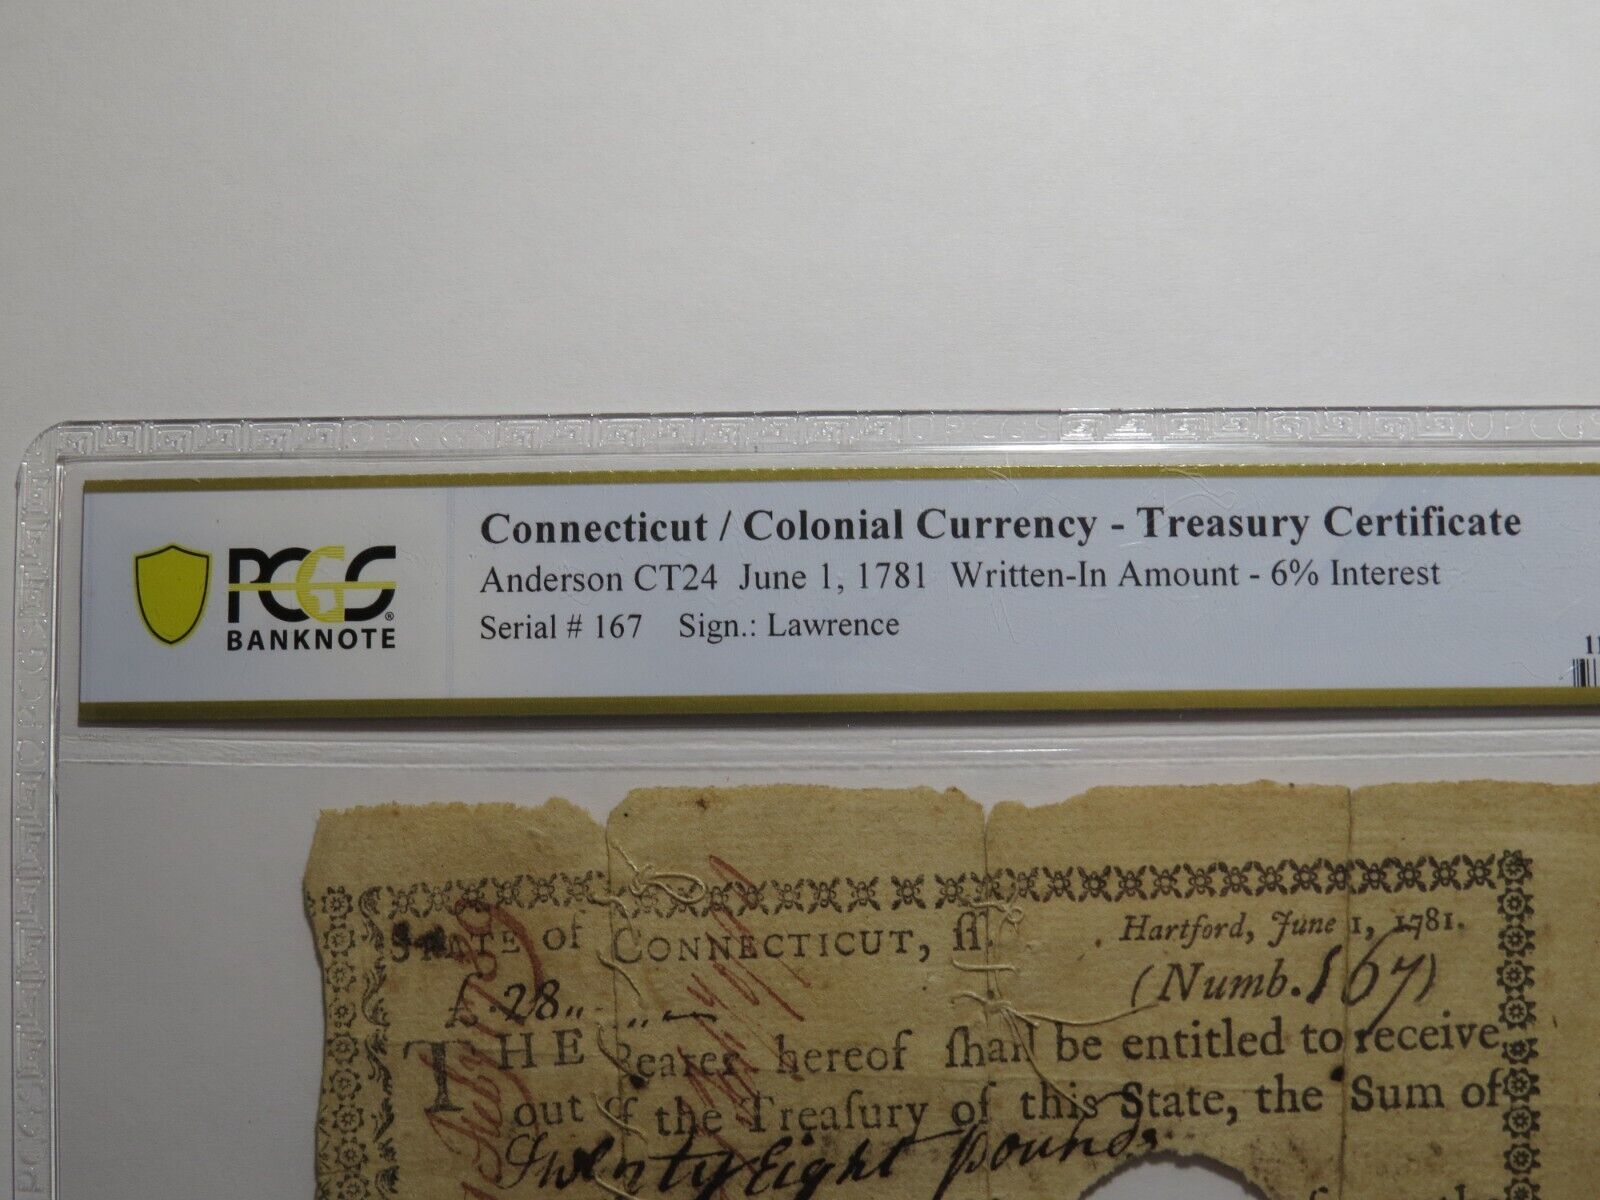 PCGS
BANKNOTE
Connecticut / Colonial Currency - Treasury Certificate
Anderson CT24 June 1, 1781 Written-In Amount - 6% Interest
Serial # 167 Sign.: Lawrence
STATE of CONNECTICUT, ſſ. Hartford, June 1, 1781.
£. 28 „ „ — (Numb. 167)
THE Bearer hereof ſhall be entitled to receive
out of the Treaſury of this State, the Sum of
Twenty Eight pounds